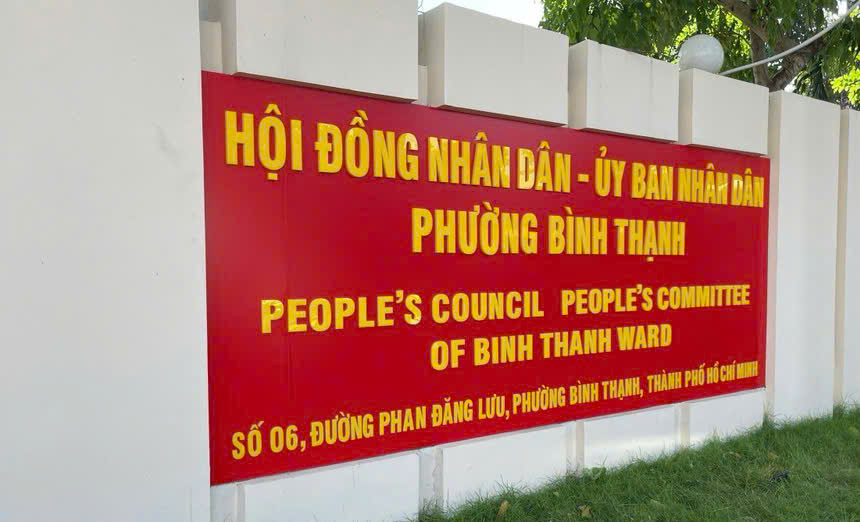 HỘI ĐỒNG NHÂN DÂN - ỦY BAN NHÂN DÂN
PHƯỜNG BÌNH THẠNH
PEOPLE'S COUNCIL PEOPLE'S COMMITTEE
OF BINH THANH WARD
SỐ 06, ĐƯỜNG PHAN ĐĂNG LƯU, PHƯỜNG BÌNH THẠNH, THÀNH PHỐ HỒ CHÍ MINH